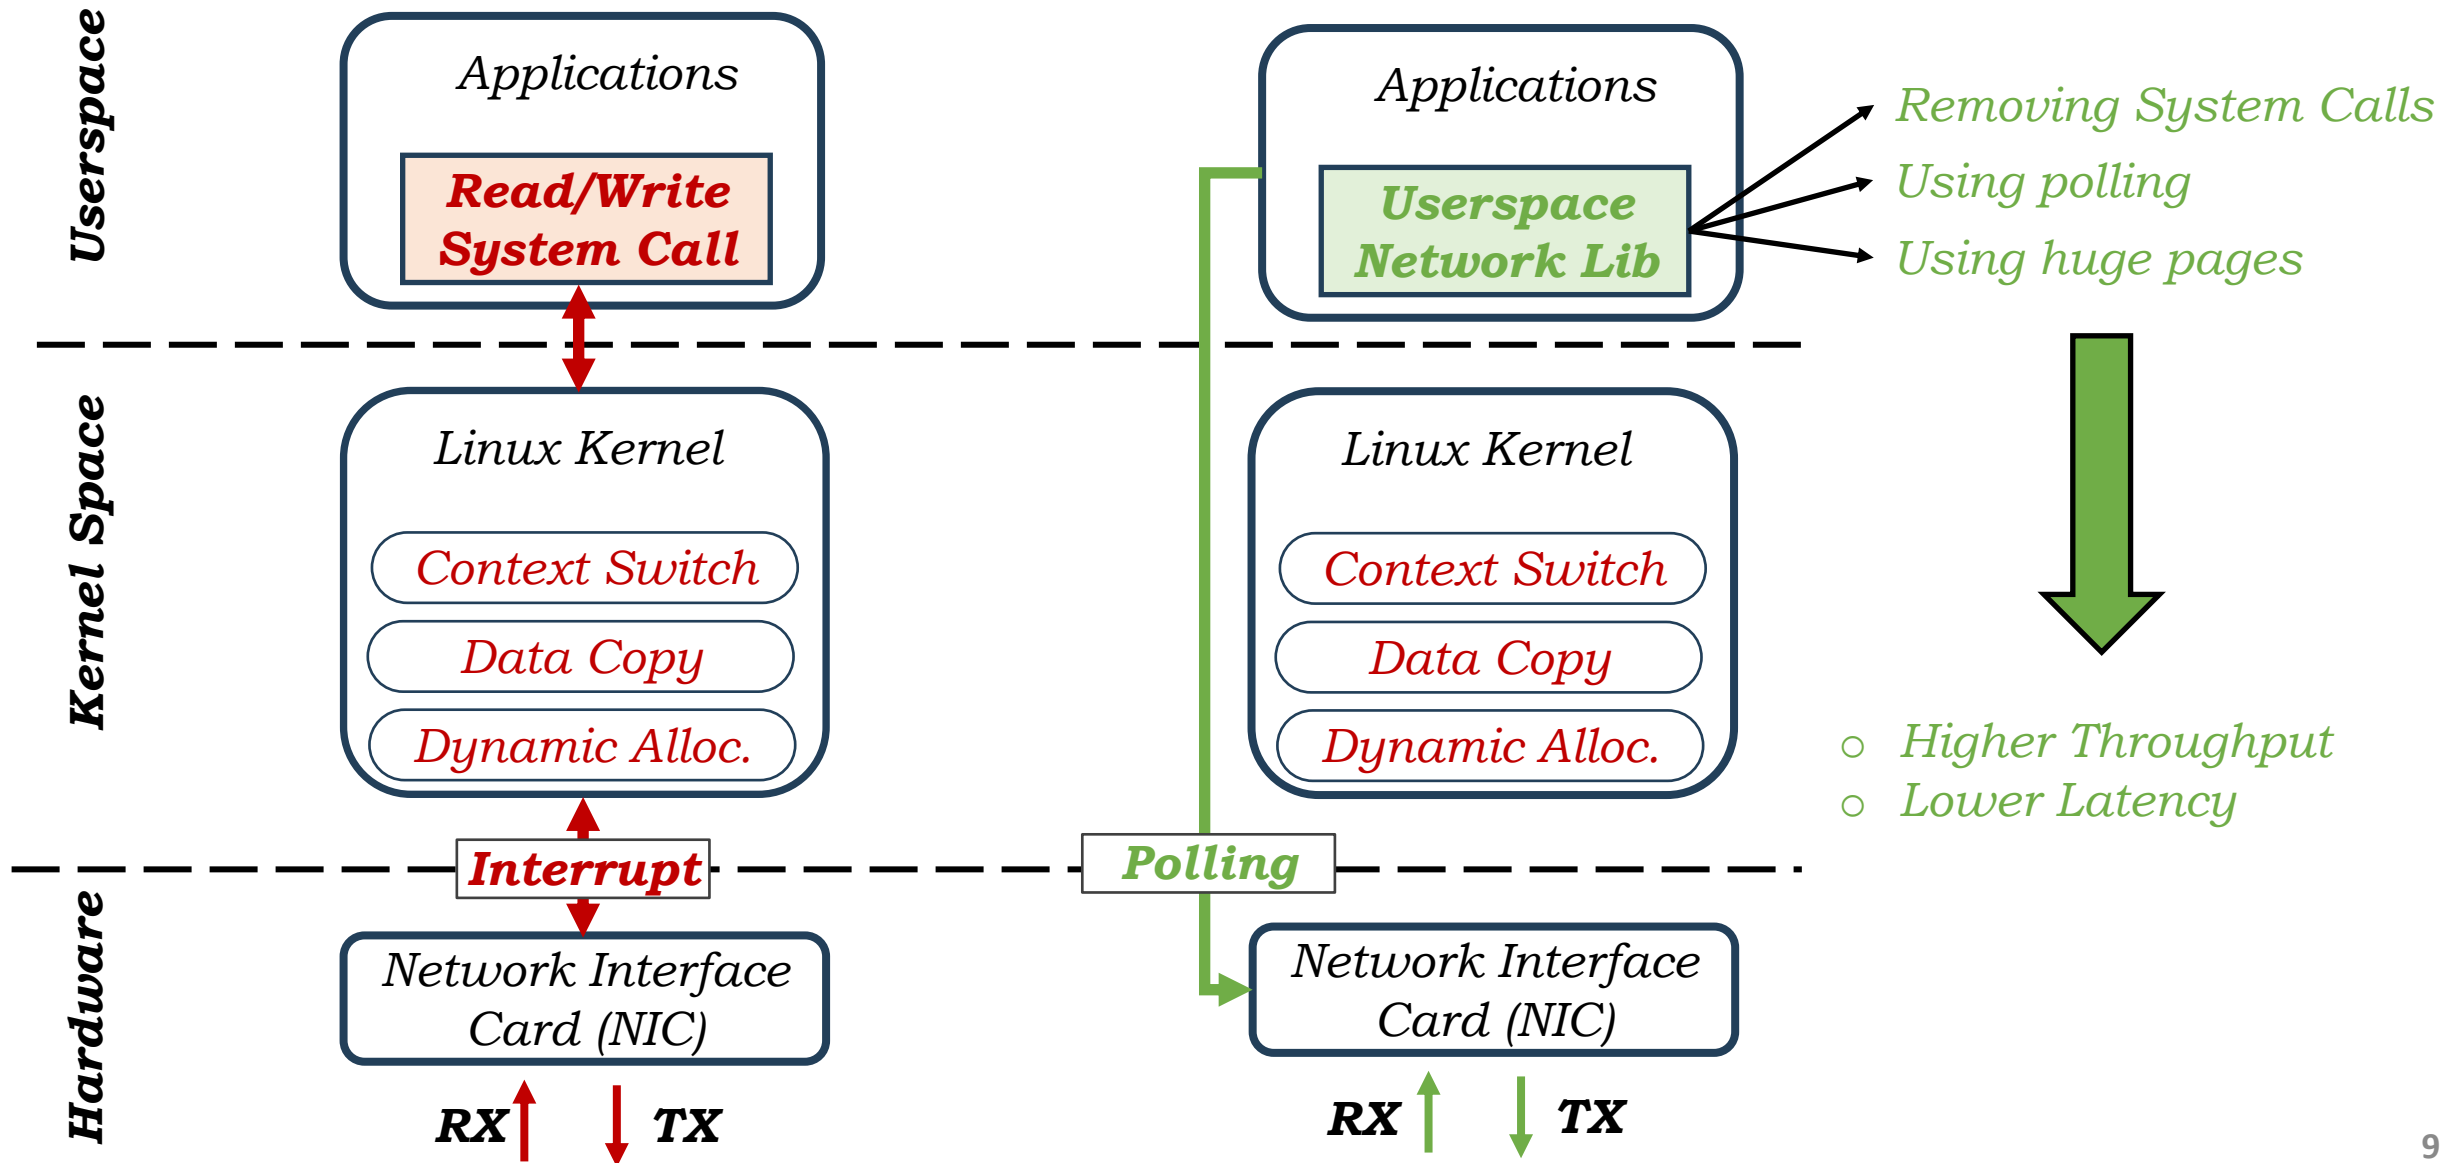 Userspace
Applications
Read/Write
System Call
Applications
Userspace
Network Lib
Removing System Calls
Using polling
Using huge pages
Kernel Space
Linux Kernel
Context Switch
Data Copy
Dynamic Alloc.
Linux Kernel
Context Switch
Data Copy
Dynamic Alloc.
o Higher Throughput
o Lower Latency
Interrupt
Polling
Hardware
Network Interface
Card (NIC)
RX TX
Network Interface
Card (NIC)
RX TX
9